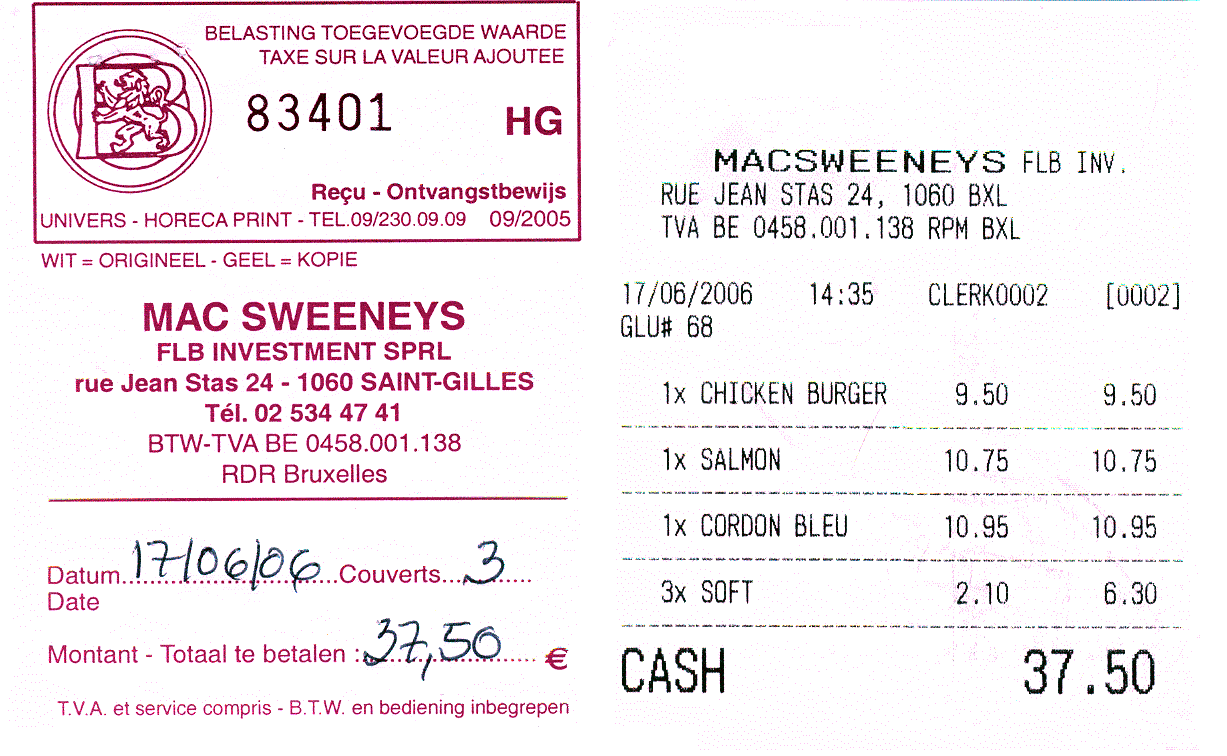 BELASTING TOEGEVOEGDE WAARDE
TAXE SUR LA VALEUR AJOUTEE
B
83401
HG
Reçu - Ontvangstbewijs
UNIVERS - HORECA PRINT - TEL.09/230.09.09 09/2005
WIT = ORIGINEEL - GEEL = KOPIE
MAC SWEENEYS
FLB INVESTMENT SPRL
rue Jean Stas 24 - 1060 SAINT-GILLES
Tél. 02 534 47 41
BTW-TVA BE 0458.001.138
RDR Bruxelles
Datum 17/06/06 Couverts 3
Date
Montant - Totaal te betalen : 37,50 €
T.V.A. et service compris - B.T.W. en bediening inbegrepen
MACSWEENEYS FLB INV.
RUE JEAN STAS 24, 1060 BXL
TVA BE 0458.001.138 RPM BXL
17/06/2006 14:35 CLERK0002 [0002]
GLU# 68
1x CHICKEN BURGER 9.50 9.50
1x SALMON 10.75 10.75
1x CORDON BLEU 10.95 10.95
3x SOFT 2.10 6.30
CASH 37.50